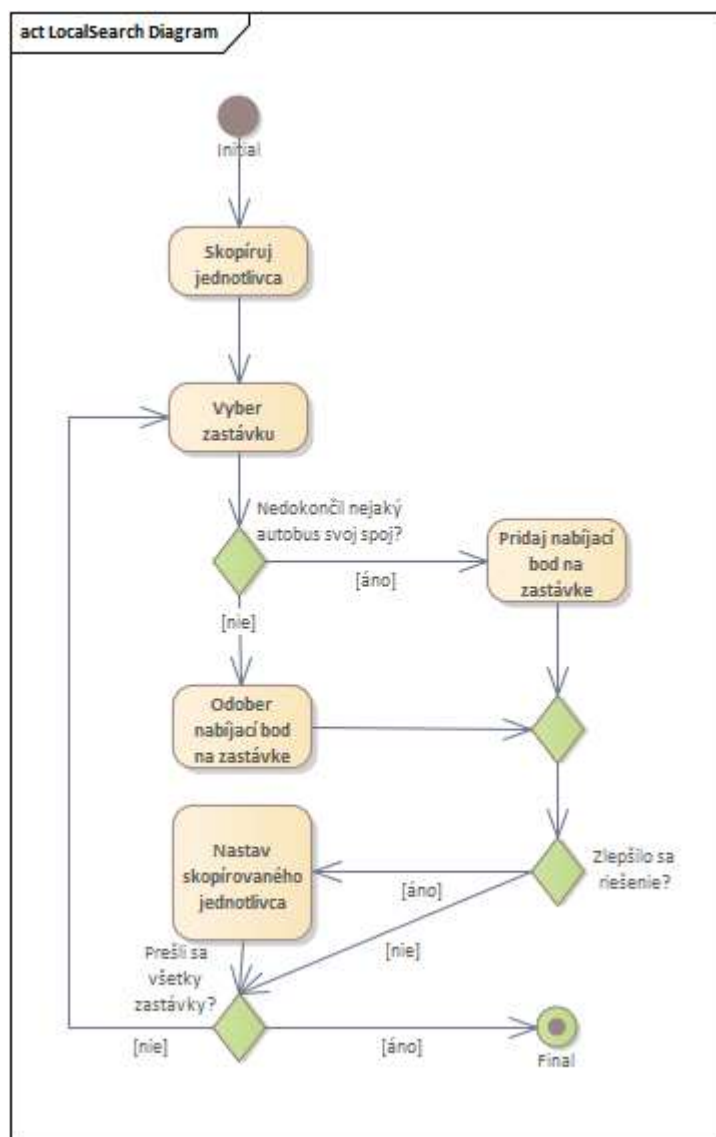 act LocalSearch Diagram
Initial
Skopíruj
jednotlivca
Vyber
zastávku
Nedokončil nejaký
autobus svoj spoj?
[áno]
Pridaj nabíjací
bod na
zastávke
[nie]
Odober
nabíjací bod
na zastávke
Zlepšilo sa
riešenie?
Nastav
skopírovaného
jednotlivca
[áno]
[nie]
Prešli sa
všetky
zastávky?
[nie]
[áno]
Final